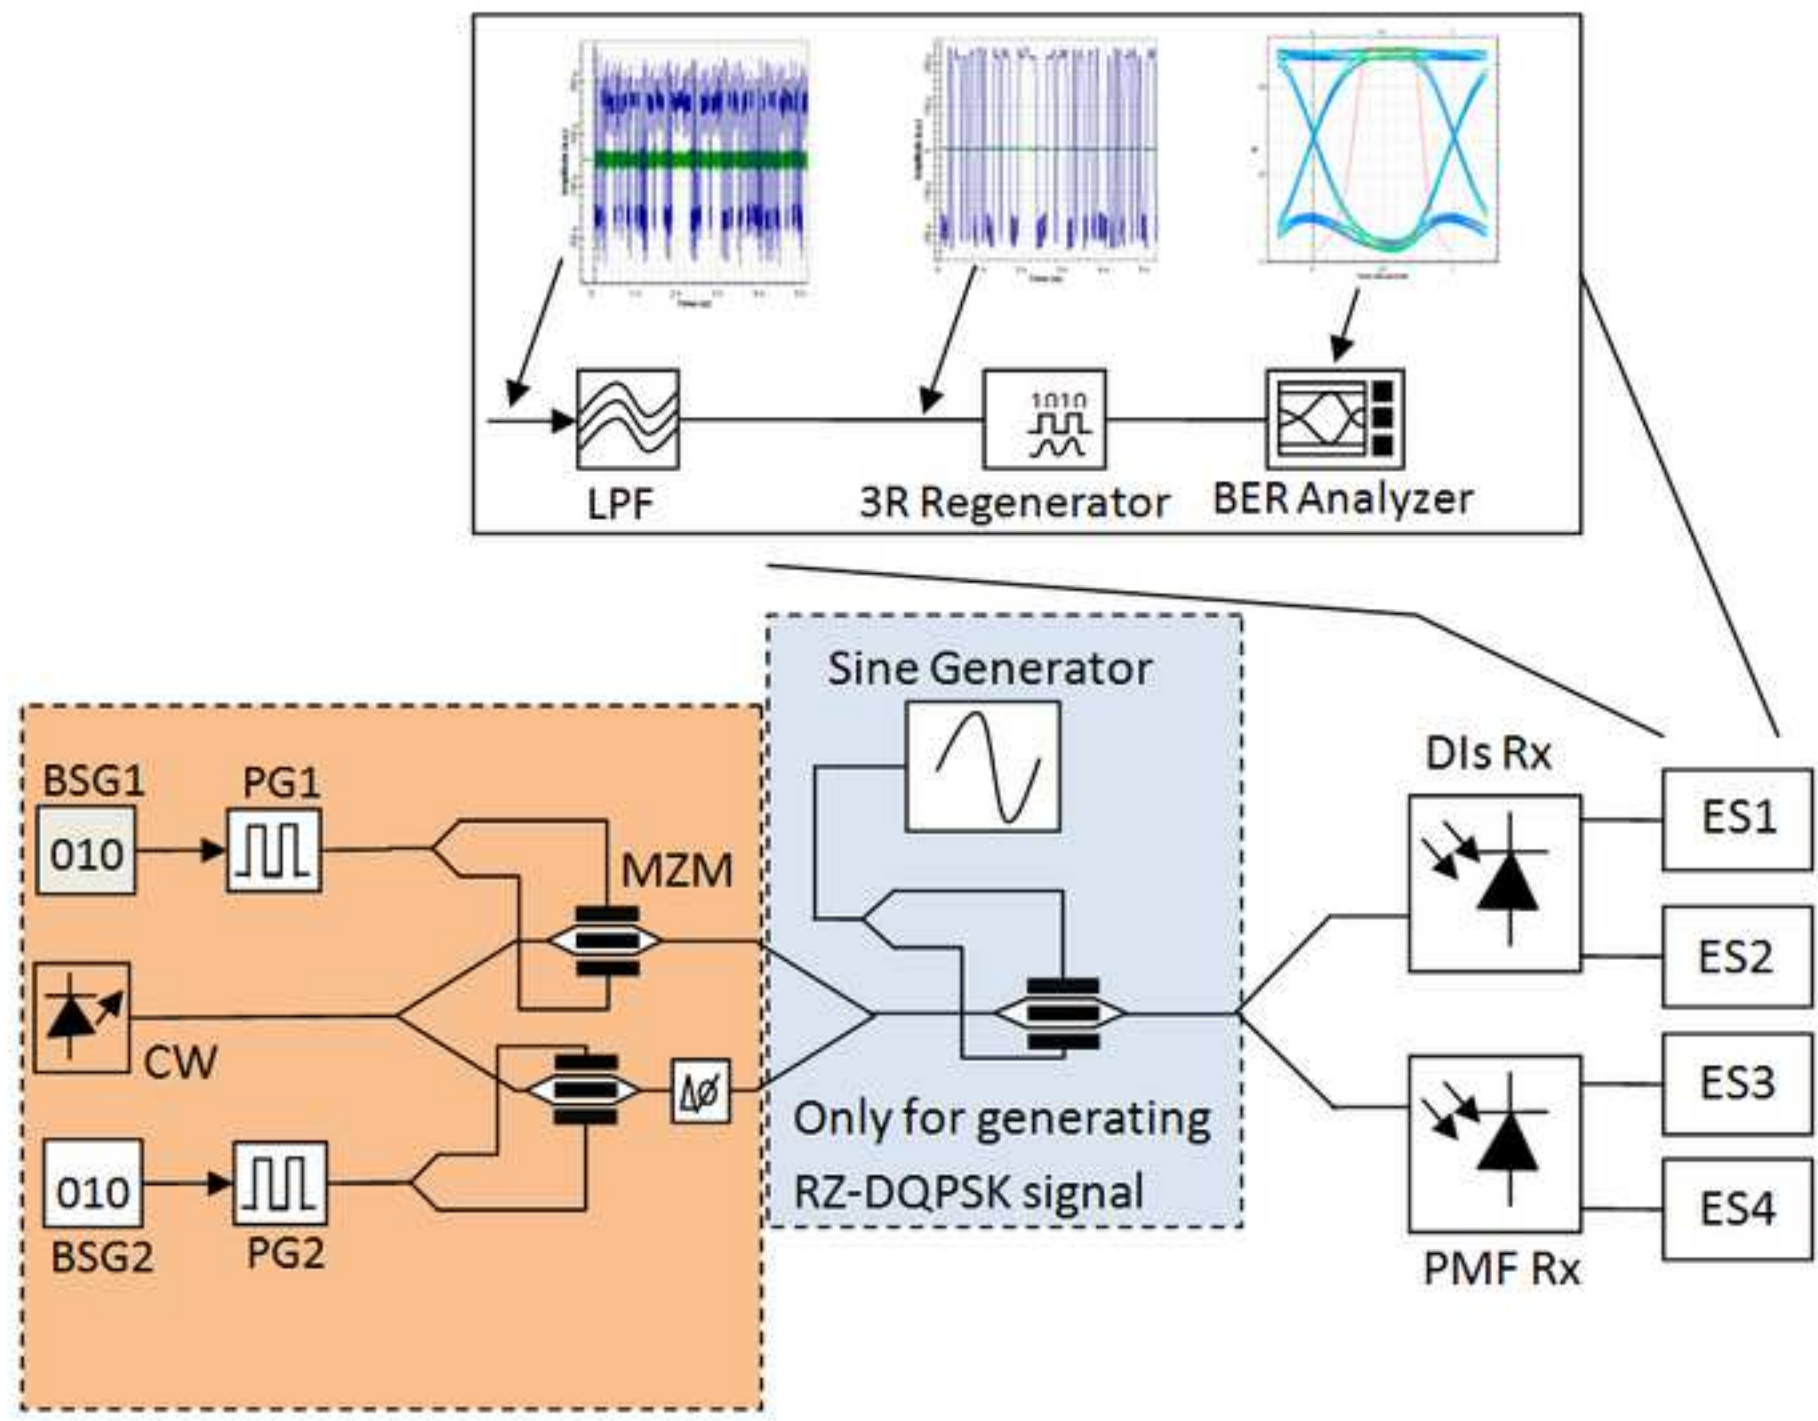 1010
LPF
3R Regenerator
BER Analyzer
Sine Generator
BSG1
PG1
010
MZM
CW
Δϕ
010
BSG2
PG2
Only for generating
RZ-DQPSK signal
DIs Rx
ES1
ES2
ES3
ES4
PMF Rx